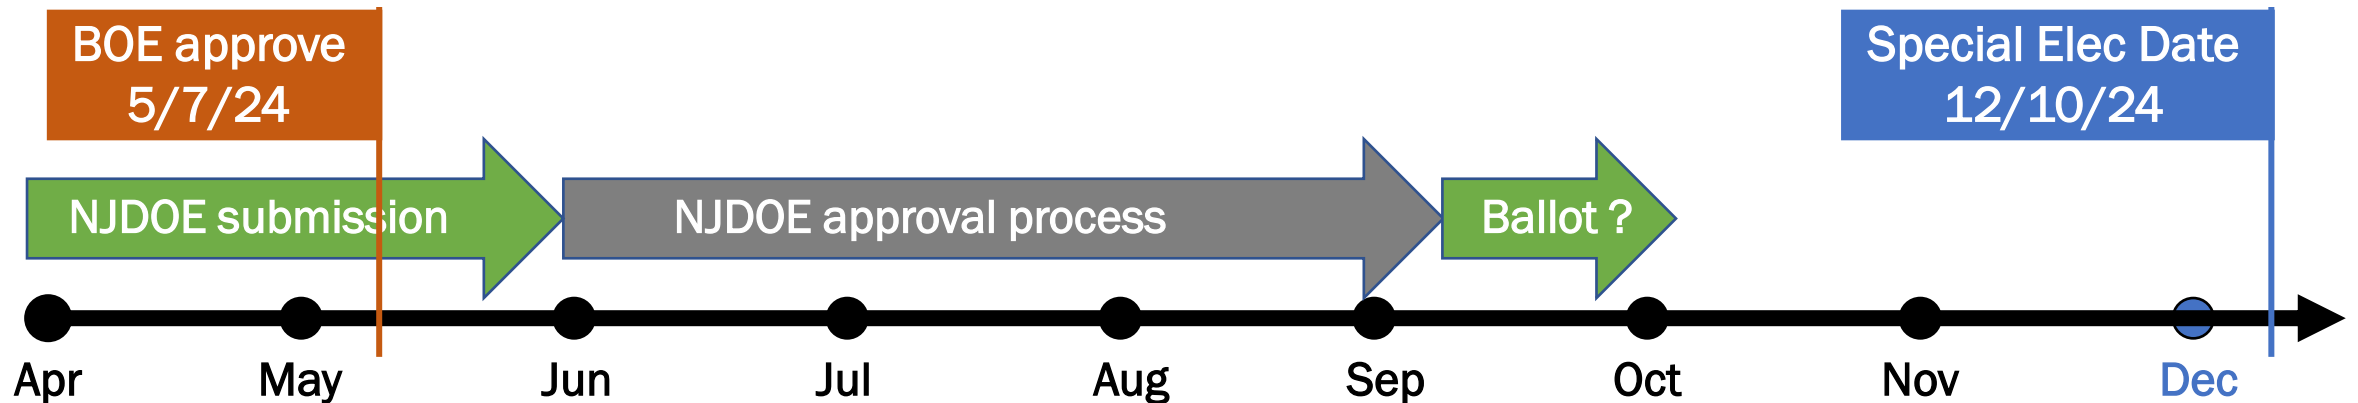 BOE approve
5/7/24
Special Elec Date
12/10/24
NJDOE submission
NJDOE approval process
Ballot ?
Apr
May
Jun
Jul
Aug
Sep
Oct
Nov
Dec